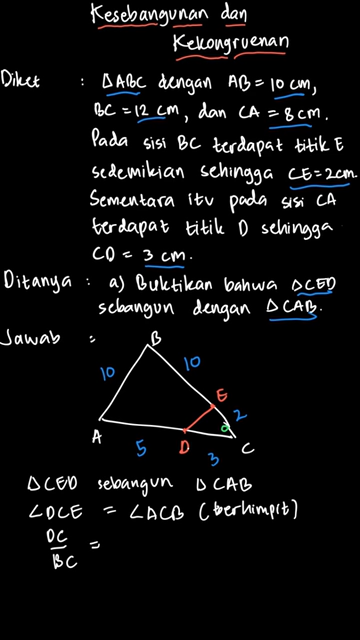 Kesebangunan dan
Kekongruenan
Diket : △ABC dengan AB = 10 cm,
BC = 12 cm, dan CA = 8 cm.
Pada sisi BC terdapat titik E
sedemikian sehingga CE = 2cm.
Sementara itu pada sisi CA
terdapat titik D sehingga
CD = 3 cm.
Ditanya : a) Buktikan bahwa △CED
sebangun dengan △CAB.
Jawab :
B
10
10
E
2
A
5
D
3
C
△CED sebangun △CAB
∠DCE = ∠ACB (berhimpit)
DC
BC =